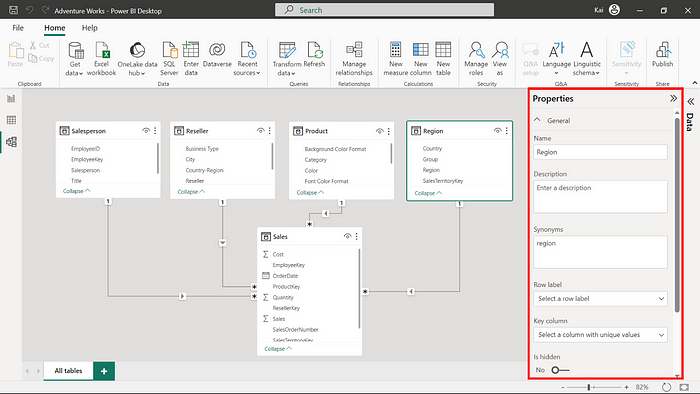 Adventure Works - Power BI Desktop
Search
Kai
File
Home
Help
Paste
Cut
Copy
Clipboard
Get data
Excel workbook
OneLake data hub
SQL Server
Enter data
Dataverse
Recent sources
Data
Transform data
Refresh
Queries
Manage relationships
Relationships
New measure
New column
New table
Calculations
Manage roles
View as
Security
Q&A setup
Language
Linguistic schema
Q&A
Sensitivity
Sensitivity
Publish
Share
Salesperson
EmployeeID
EmployeeKey
Salesperson
Title
Collapse
Reseller
Business Type
City
Country-Region
Reseller
Collapse
Product
Background Color Format
Category
Color
Font Color Format
Collapse
Region
Country
Group
Region
SalesTerritoryKey
Collapse
1
1
1
1
*
*
*
*
Sales
Cost
EmployeeKey
OrderDate
ProductKey
Quantity
ResellerKey
Sales
SalesOrderNumber
SalesTerritoryKey
Collapse
Properties
General
Name
Region
Description
Enter a description
Synonyms
region
Row label
Select a row label
Key column
Select a column with unique values
Is hidden
No
Data
All tables
82%